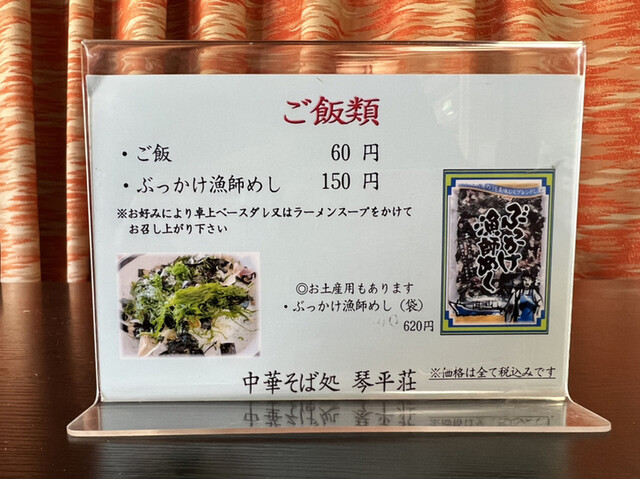 ご飯類
・ご飯 60 円
・ぶっかけ漁師めし 150 円
※お好みにより卓上ベースダレ又はラーメンスープをかけて
お召し上がり下さい
ぶっかけ
漁師めし
◎お土産用もあります
・ぶっかけ漁師めし（袋）
620円
中華そば処 琴平荘
※価格は全て税込みです